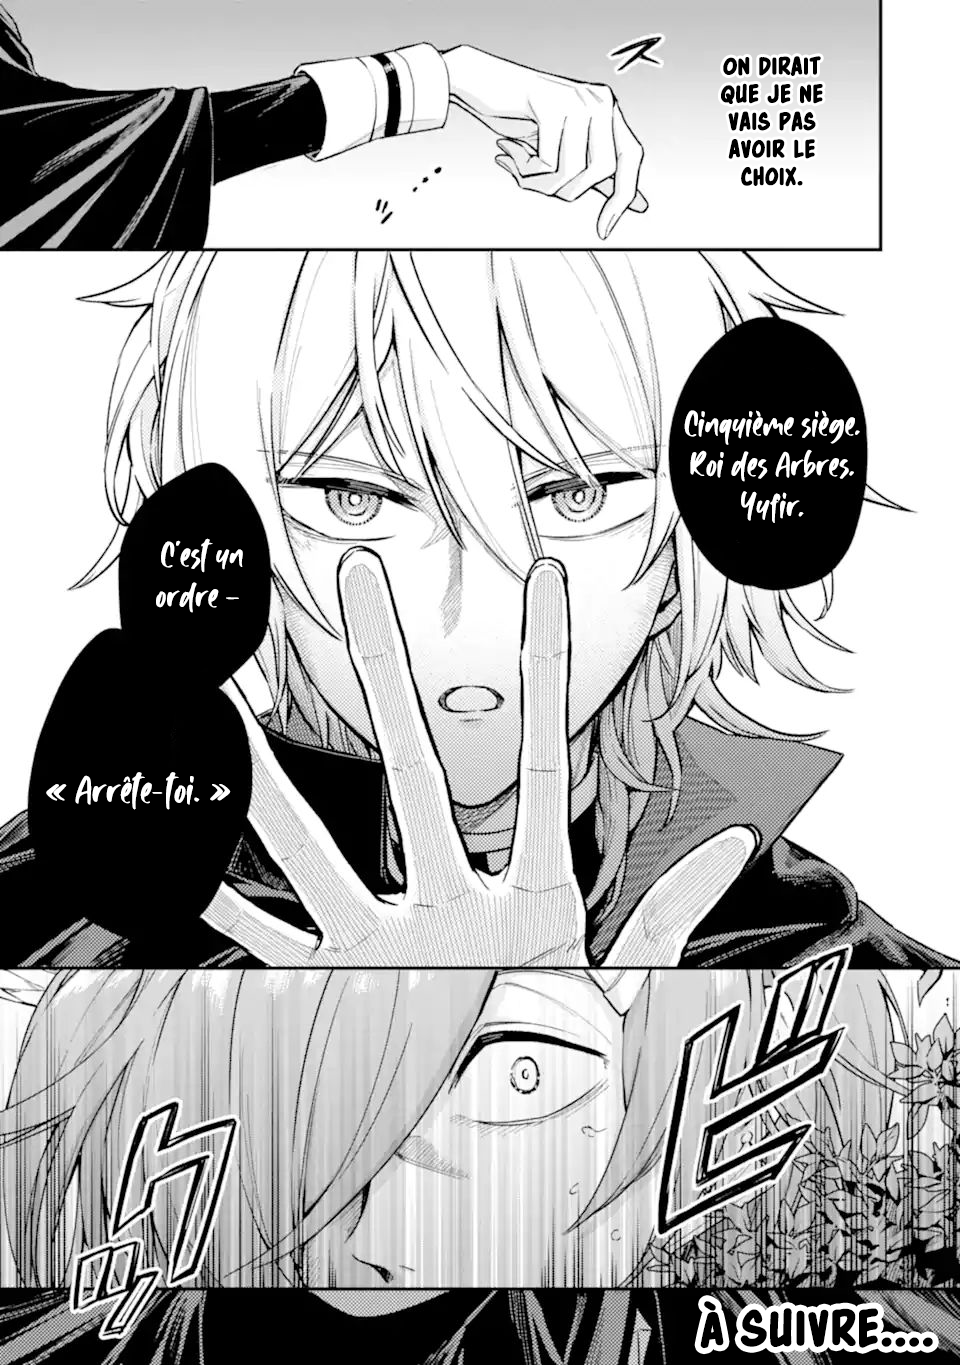 ス
ON DIRAIT
QUE JE NE
VAIS PAS
AVOIR LE
CHOIX.
Cinquième siège.
Roi des Arbres.
Yufir.
C'est un
ordre –
« Arrête-toi. »
ビ
クッ
À SUIVRE....